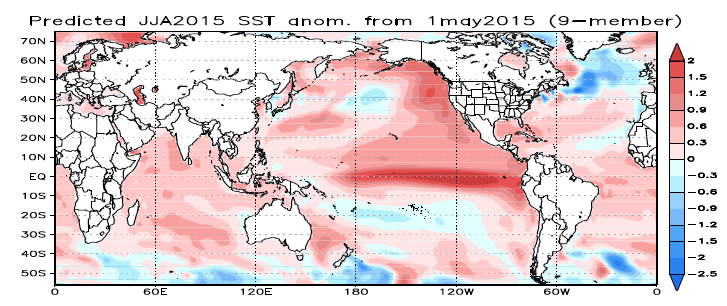 Predicted JJA2015 SST anom. from 1may2015 (9-member)
70N
60N
50N
40N
30N
20N
10N
EQ
10S
20S
30S
40S
50S
0 60E 120E 180 120W 60W 0
2
1.5
1.2
0.9
0.6
0.3
0
-0.3
-0.6
-0.9
-1.2
-1.5
-2
-2.5